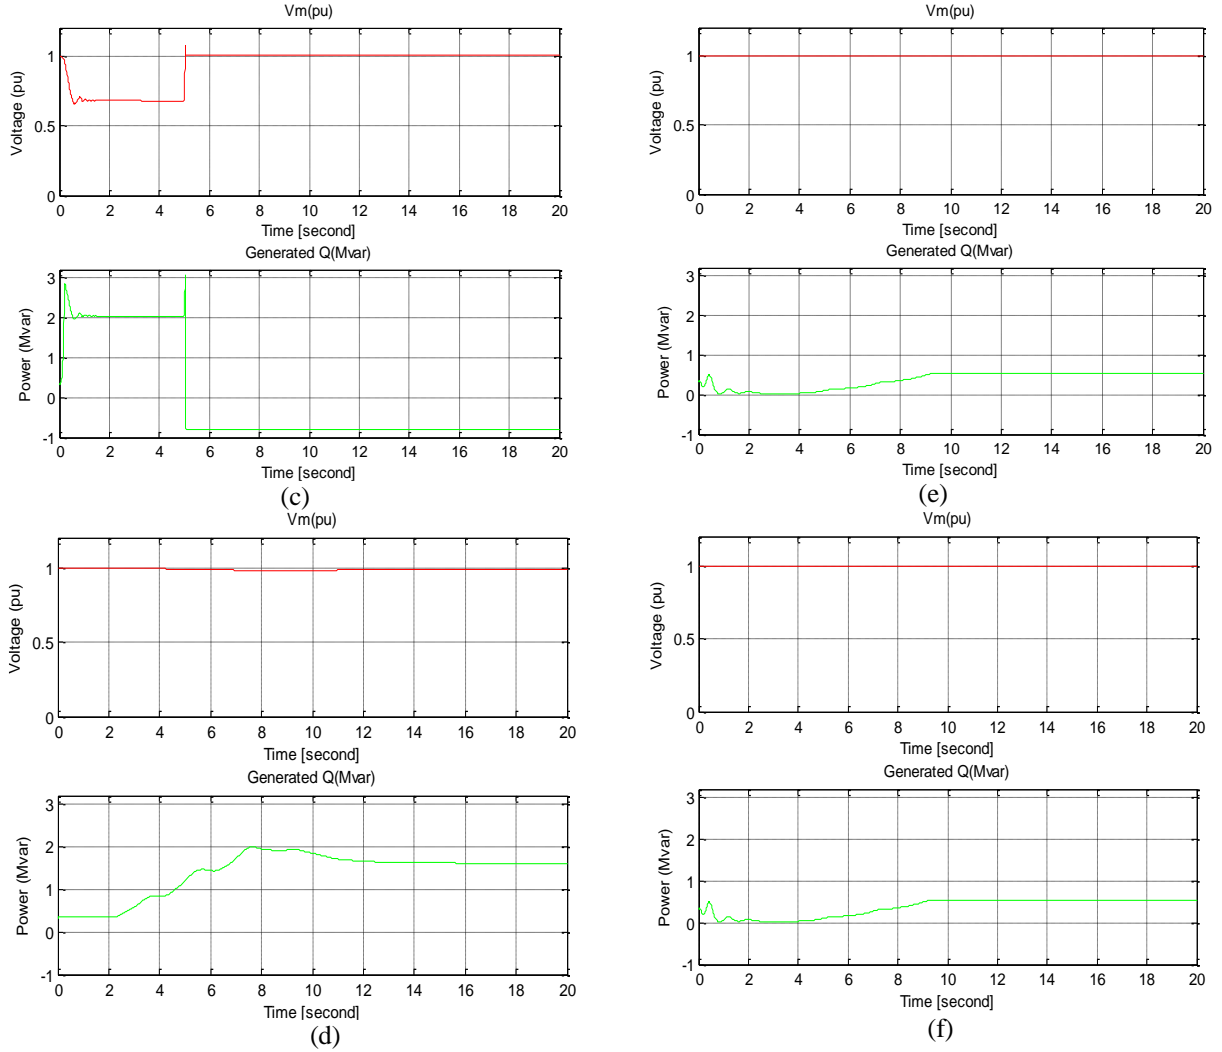 Vm(pu)
1
0.5
0
Voltage (pu)
0 2 4 6 8 10 12 14 16 18 20
Time [second]
Generated Q(Mvar)
3
2
1
0
-1
Power (Mvar)
0 2 4 6 8 10 12 14 16 18 20
Time [second]
(c)
Vm(pu)
1
0.5
0
Voltage (pu)
0 2 4 6 8 10 12 14 16 18 20
Time [second]
Generated Q(Mvar)
3
2
1
0
-1
Power (Mvar)
0 2 4 6 8 10 12 14 16 18 20
Time [second]
(e)
Vm(pu)
1
0.5
0
Voltage (pu)
0 2 4 6 8 10 12 14 16 18 20
Time [second]
Generated Q(Mvar)
3
2
1
0
-1
Power (Mvar)
0 2 4 6 8 10 12 14 16 18 20
Time [second]
(d)
Vm(pu)
1
0.5
0
Voltage (pu)
0 2 4 6 8 10 12 14 16 18 20
Time [second]
Generated Q(Mvar)
3
2
1
0
-1
Power (Mvar)
0 2 4 6 8 10 12 14 16 18 20
Time [second]
(f)